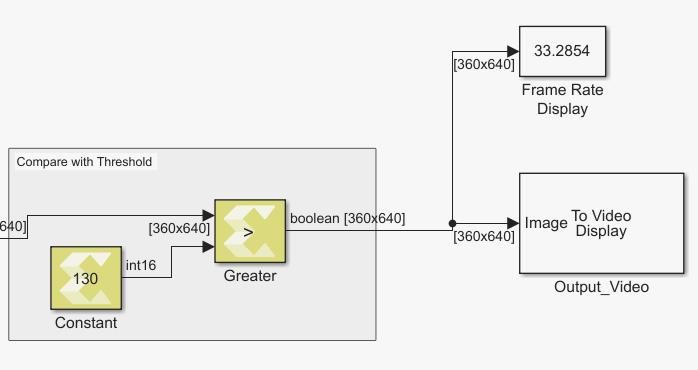 33.2854
[360x640]
Frame Rate
Display
Compare with Threshold
640]
[360x640]
>
boolean [360x640]
Greater
130
int16
Constant
Image
To Video
Display
[360x640]
Output_Video